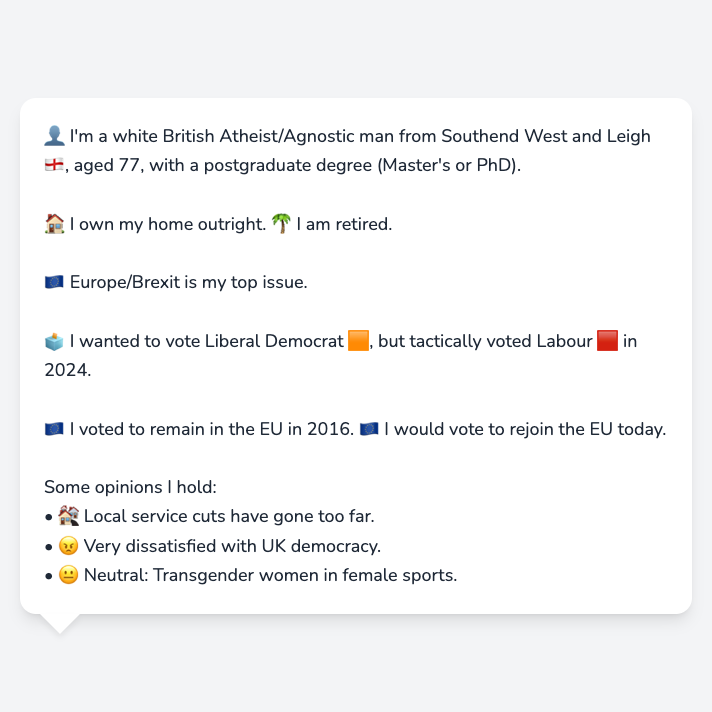 👤 I'm a white British Atheist/Agnostic man from Southend West and Leigh
🏴󠁧󠁢󠁥󠁮󠁧󠁿, aged 77, with a postgraduate degree (Master's or PhD).
🏠 I own my home outright. 🌴 I am retired.
🇪🇺 Europe/Brexit is my top issue.
🗳️ I wanted to vote Liberal Democrat 🟧, but tactically voted Labour 🟥 in
2024.
🇪🇺 I voted to remain in the EU in 2016. 🇪🇺 I would vote to rejoin the EU today.
Some opinions I hold:
• 🏚️ Local service cuts have gone too far.
• 😠 Very dissatisfied with UK democracy.
• 😐 Neutral: Transgender women in female sports.